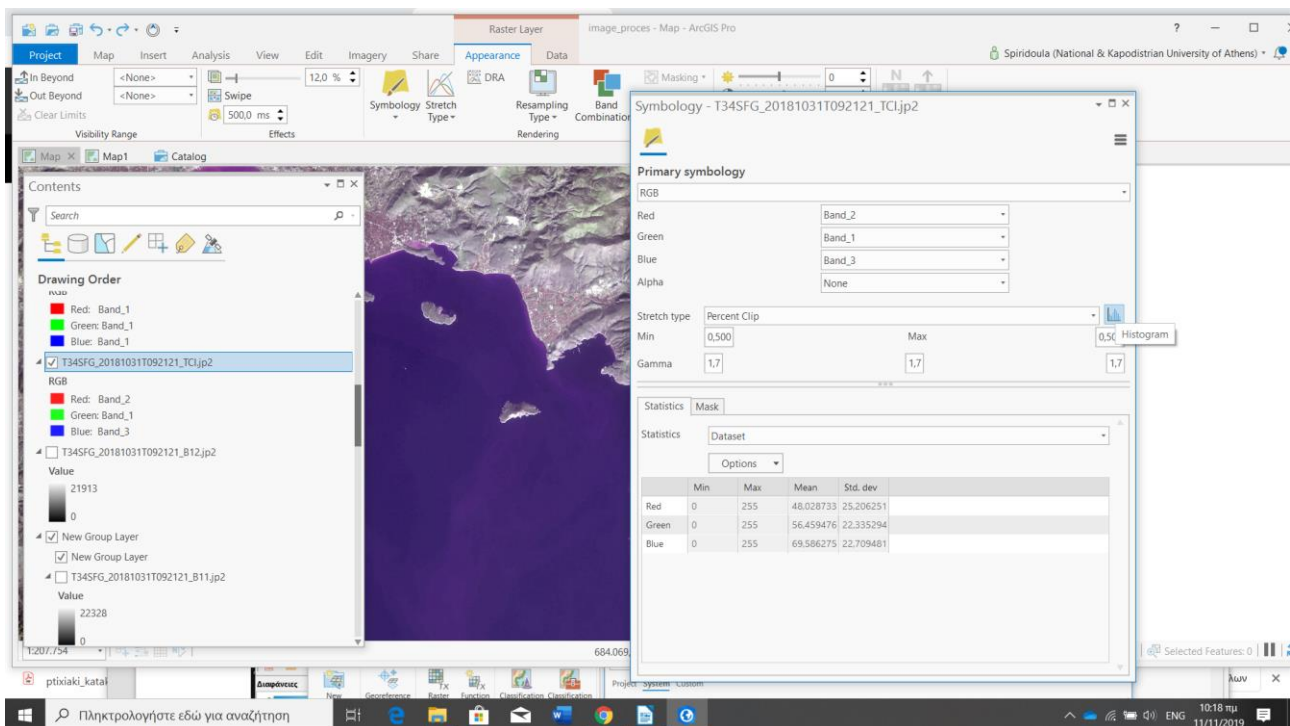 Raster Layer
image_proces - Map - ArcGIS Pro
?
Project Map Insert Analysis View Edit Imagery Share Appearance Data
Spiridoula (National & Kapodistrian University of Athens)
In Beyond <None>
Out Beyond <None>
Clear Limits
Visibility Range
12,0 %
Swipe
500,0 ms
Effects
Symbology
Stretch Type
DRA
Resampling Type
Band Combination
Rendering
Masking
0
N
Map
Map1
Catalog
Contents
Search
Drawing Order
RGB
Red: Band_1
Green: Band_1
Blue: Band_1
T34SFG_20181031T092121_TCI.jp2
RGB
Red: Band_2
Green: Band_1
Blue: Band_3
T34SFG_20181031T092121_B12.jp2
Value
21913
0
New Group Layer
New Group Layer
T34SFG_20181031T092121_B11.jp2
Value
22328
0
1:207.754
684.069,
Symbology - T34SFG_20181031T092121_TCI.jp2
Primary symbology
RGB
Red Band_2
Green Band_1
Blue Band_3
Alpha None
Stretch type Percent Clip
Histogram
Min 0,500 Max 0,50
Gamma 1,7 1,7 1,7
Statistics Mask
Statistics Dataset
Options
Min Max Mean Std. dev
Red 0 255 48.028733 25.206251
Green 0 255 56.459476 22.335294
Blue 0 255 69.586275 22.709481
Selected Features: 0
ptixiaki_katal
Διαφάνειες
New Georeference Raster Function Classification Classification
Project System Custom
λων
Πληκτρολογήστε εδώ για αναζήτηση
ENG
10:18 πμ
11/11/2019